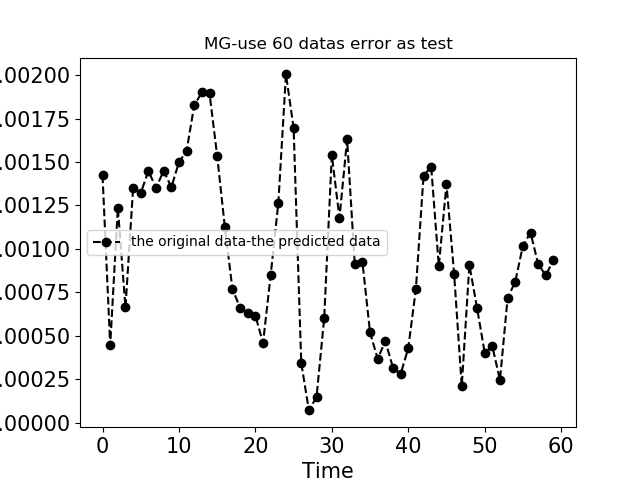 MG-use 60 datas error as test
.00200
.00175
.00150
.00125
.00100
.00075
.00050
.00025
.00000
the original data-the predicted data
0 10 20 30 40 50 60
Time